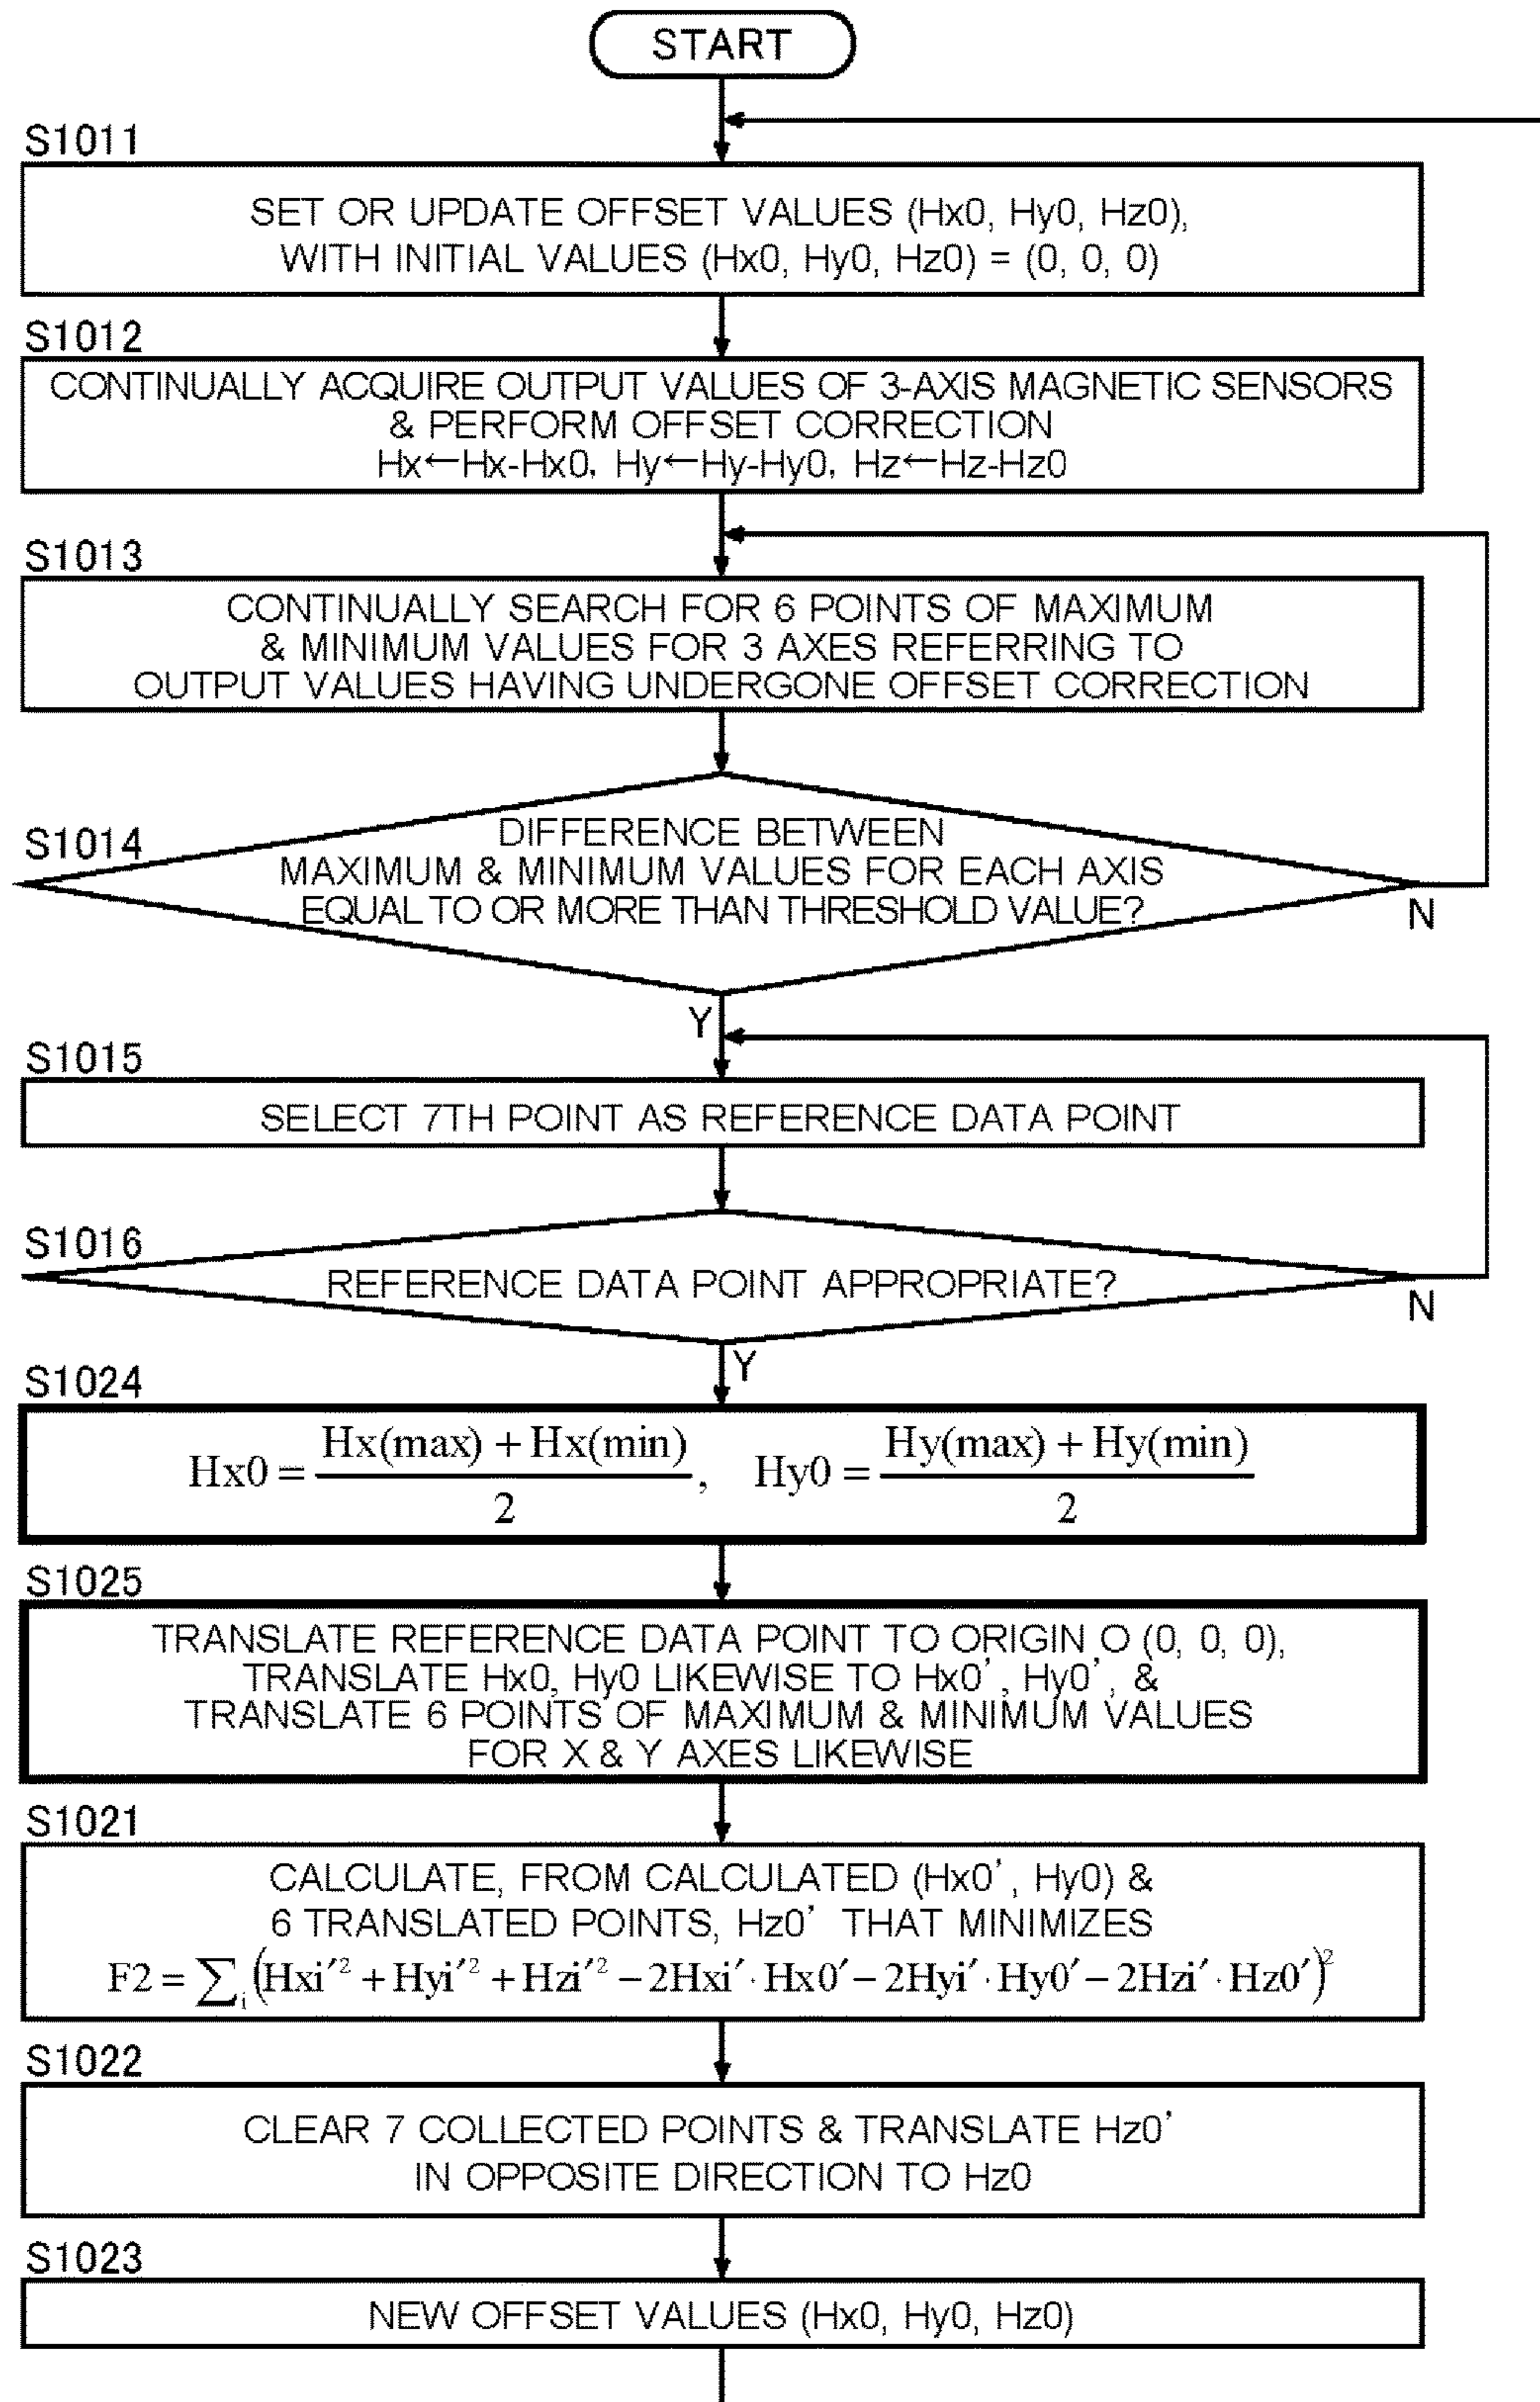 START
S1011
SET OR UPDATE OFFSET VALUES (Hx0, Hy0, Hz0),
WITH INITIAL VALUES (Hx0, Hy0, Hz0) = (0, 0, 0)
S1012
CONTINUALLY ACQUIRE OUTPUT VALUES OF 3-AXIS MAGNETIC SENSORS
& PERFORM OFFSET CORRECTION
Hx←Hx-Hx0, Hy←Hy-Hy0, Hz←Hz-Hz0
S1013
CONTINUALLY SEARCH FOR 6 POINTS OF MAXIMUM
& MINIMUM VALUES FOR 3 AXES REFERRING TO
OUTPUT VALUES HAVING UNDERGONE OFFSET CORRECTION
S1014
DIFFERENCE BETWEEN
MAXIMUM & MINIMUM VALUES FOR EACH AXIS
EQUAL TO OR MORE THAN THRESHOLD VALUE?
N
Y
S1015
SELECT 7TH POINT AS REFERENCE DATA POINT
S1016
REFERENCE DATA POINT APPROPRIATE?
N
Y
S1024
Hx0 = Hx(max) + Hx(min) / 2, Hy0 = Hy(max) + Hy(min) / 2
S1025
TRANSLATE REFERENCE DATA POINT TO ORIGIN O (0, 0, 0),
TRANSLATE Hx0, Hy0 LIKEWISE TO Hx0', Hy0', &
TRANSLATE 6 POINTS OF MAXIMUM & MINIMUM VALUES
FOR X & Y AXES LIKEWISE
S1021
CALCULATE, FROM CALCULATED (Hx0', Hy0) &
6 TRANSLATED POINTS, Hz0' THAT MINIMIZES
F2 = ∑i(Hxi′² + Hyi′² + Hzi′² − 2Hxi′· Hx0′ − 2Hyi′· Hy0′ − 2Hzi′· Hz0′)²
S1022
CLEAR 7 COLLECTED POINTS & TRANSLATE Hz0'
IN OPPOSITE DIRECTION TO Hz0
S1023
NEW OFFSET VALUES (Hx0, Hy0, Hz0)